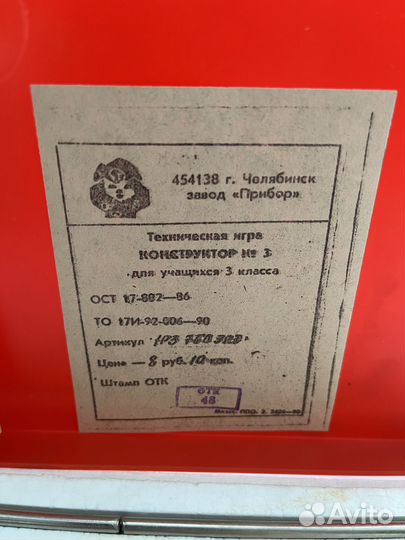 454138 г. Челябинск
завод «Прибор»
Техническая игра
КОНСТРУКТОР № 3
для учащихся 3 класса
ОСТ 17-882—86
ТО 17И-92-006—90
Артикул
Цена — 8 руб. 10 коп.
Штамп ОТК
ОТК
48
Avito